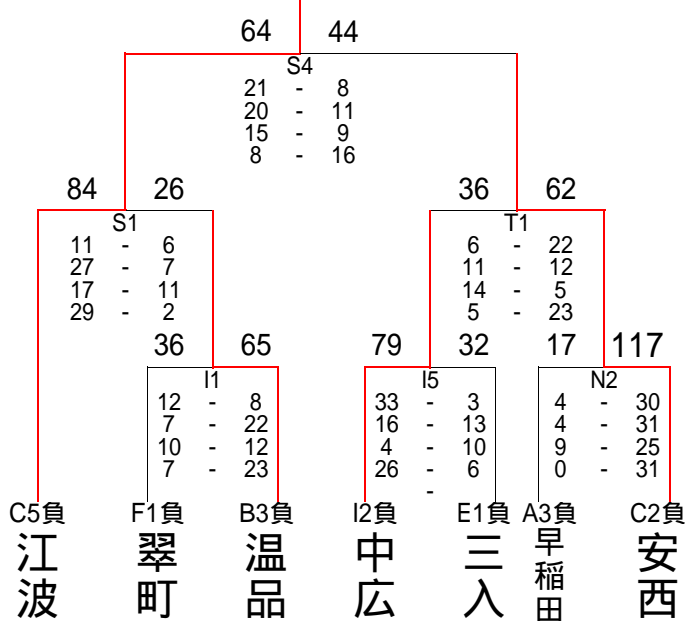 64 44
S4
21 - 8
20 - 11
15 - 9
8 - 16
84 26
S1
11 - 6
27 - 7
17 - 11
29 - 2
36 62
T1
6 - 22
11 - 12
14 - 5
5 - 23
36 65
I1
12 - 8
7 - 22
10 - 12
7 - 23
79 32
I5
33 - 3
16 - 13
4 - 10
26 - 6
-
17 117
N2
4 - 30
4 - 31
9 - 25
0 - 31
C5負 F1負 B3負 I2負 E1負 A3負 C2負
江波 翠町 温品 中広 三入 早稲田 安西